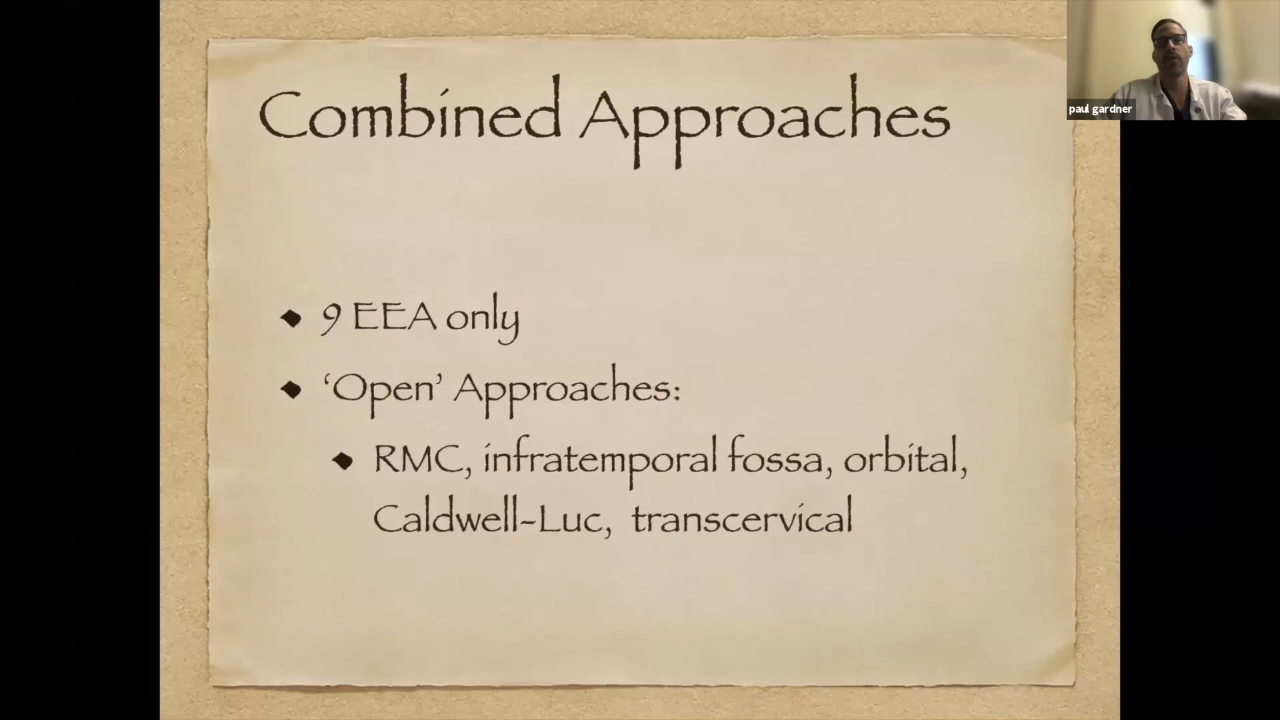 Combined Approaches
paul gardner
9 EEA only
‘Open’ Approaches:
RMC, infratemporal fossa, orbital,
Caldwell-Luc, transcervical